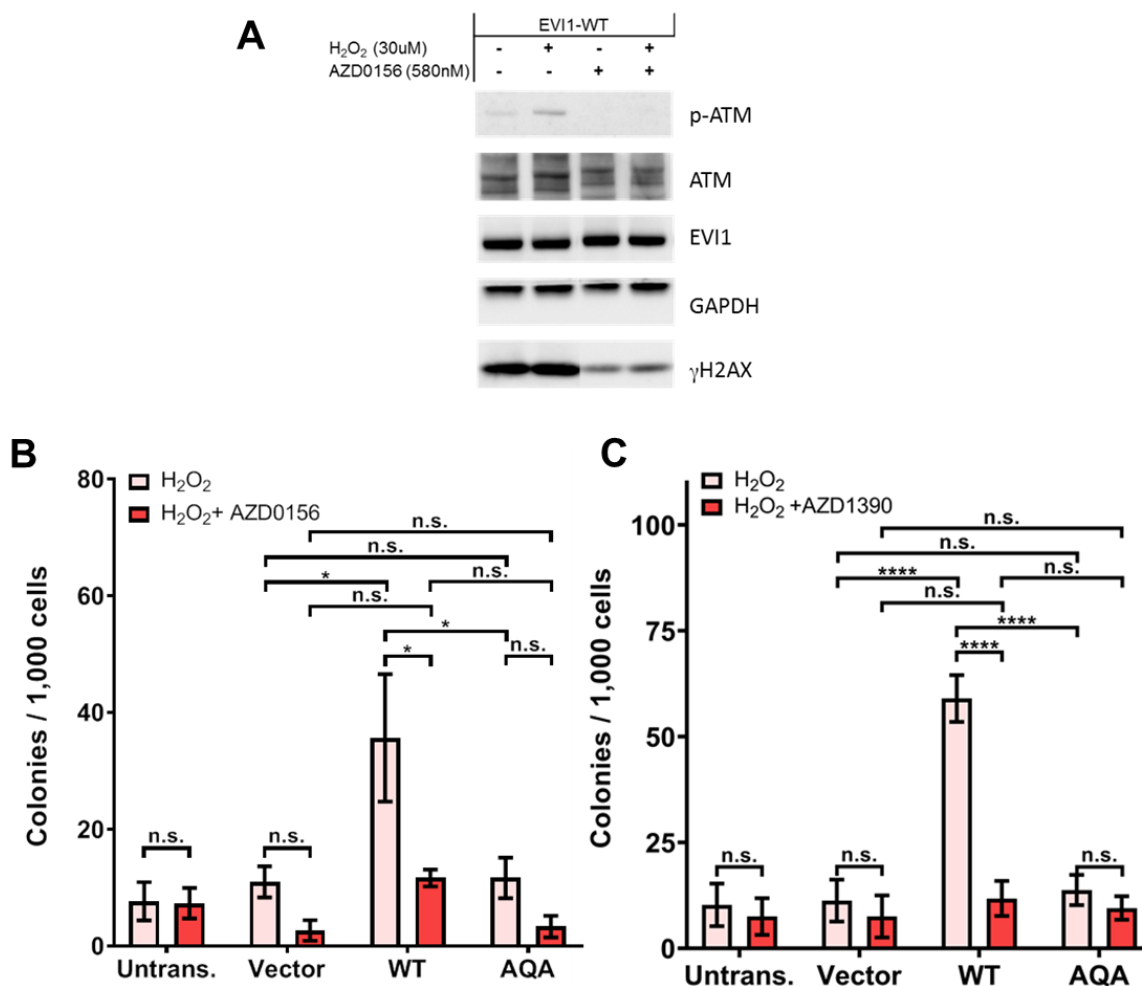 A
EVI1-WT
H₂O₂ (30uM) - + - +
AZD0156 (580nM) - - + +
p-ATM
ATM
EVI1
GAPDH
γH2AX
B
H₂O₂
H₂O₂+ AZD0156
Colonies / 1,000 cells
80
60
40
20
0
n.s.
n.s.
*
n.s.
n.s.
*
n.s.
*
n.s.
n.s.
Untrans. Vector WT AQA
C
H₂O₂
H₂O₂ +AZD1390
Colonies / 1,000 cells
100
75
50
25
0
n.s.
n.s.
****
n.s.
n.s.
****
****
n.s.
n.s.
n.s.
Untrans. Vector WT AQA